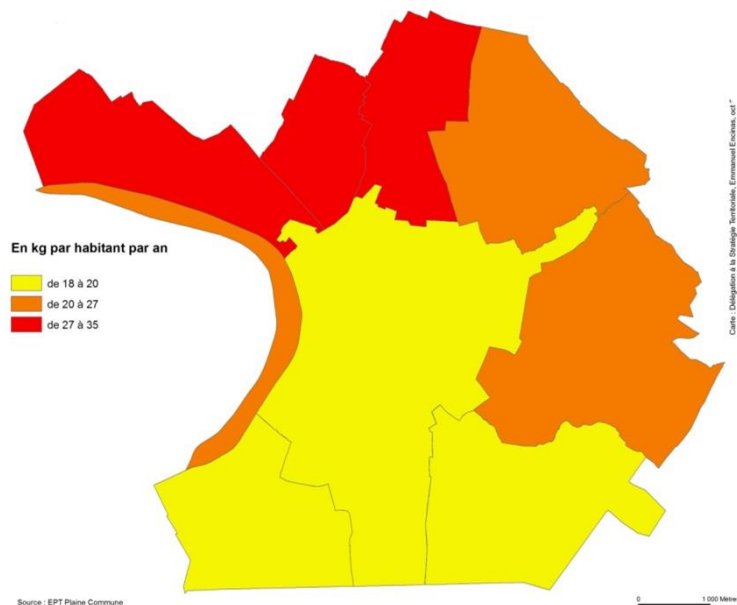 En kg par habitant par an
de 18 à 20
de 20 à 27
de 27 à 35
Carte : Délégation à la Stratégie Territoriale, Emmanuel Encinas, oct "
Source : EPT Plaine Commune
0 1 000 Mètre